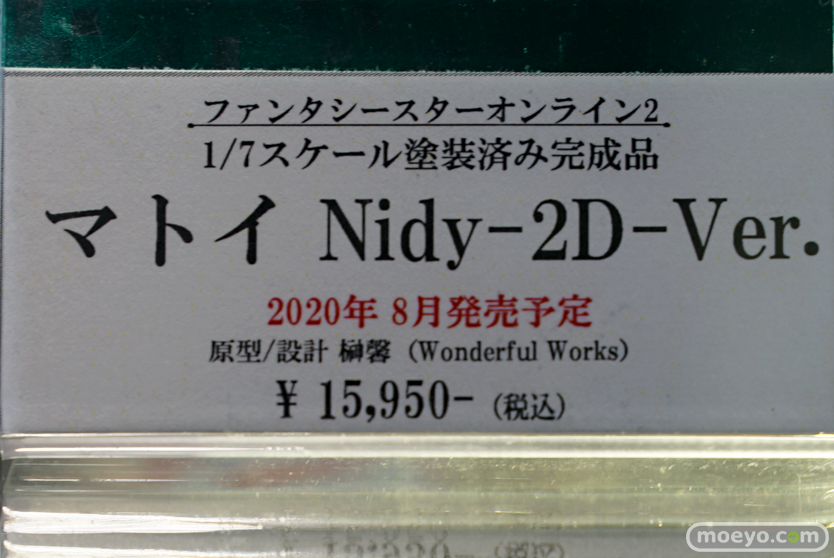 ファンタシースターオンライン2
1/7スケール塗装済み完成品
マトイ Nidy-2D-Ver.
2020年 8月発売予定
原型/設計 榊馨 (Wonderful Works)
¥ 15,950- (税込)
moeyo.com